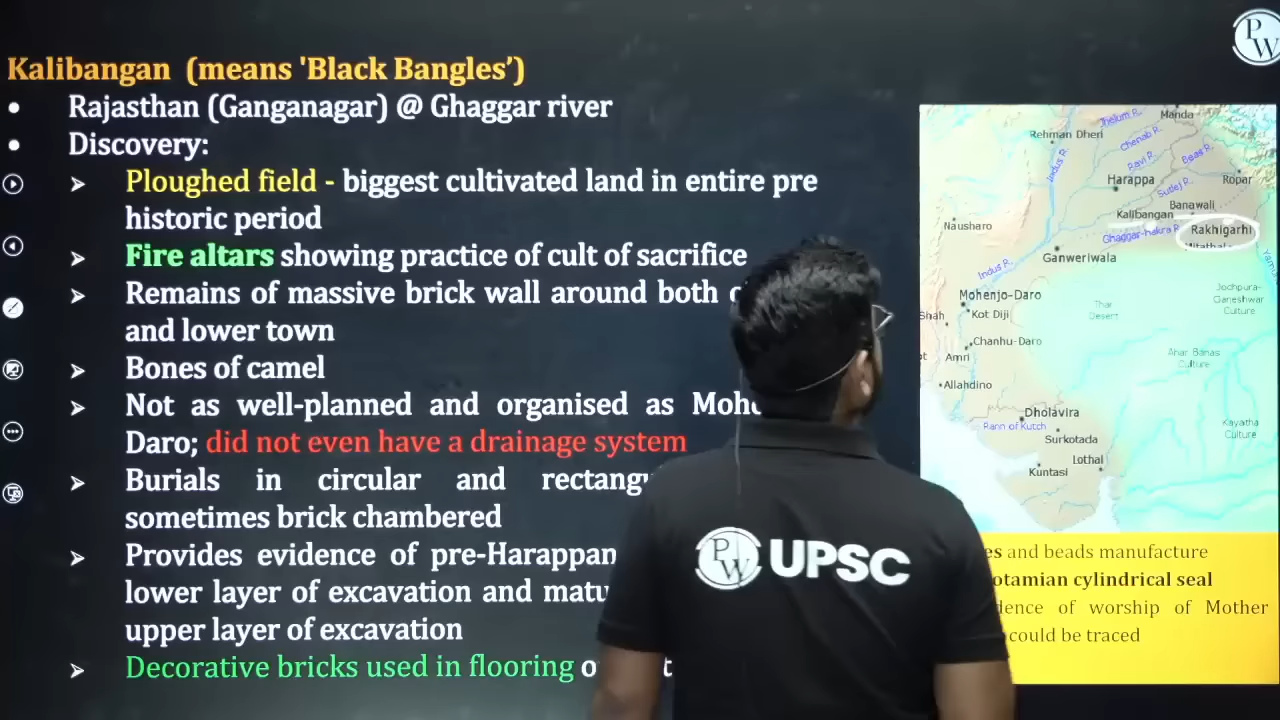 P
W
Kalibangan (means 'Black Bangles’)
• Rajasthan (Ganganagar) @ Ghaggar river
• Discovery:
➢ Ploughed field - biggest cultivated land in entire pre
historic period
➢ Fire altars showing practice of cult of sacrifice
➢ Remains of massive brick wall around both
and lower town
➢ Bones of camel
➢ Not as well-planned and organised as
Daro; did not even have a drainage system
➢ Burials in circular and
sometimes brick chambered
➢ Provides evidence of pre-Harappan
lower layer of excavation and
upper layer of excavation
➢ Decorative bricks used in flooring
Jhelum R.
Manda
Rehman Dheri
Chenab R.
Ravi R.
Beas R.
Indus R.
Harappa
Sutlej R.
Ropar
Banawali
Kalibangan
Nausharo
Ghaggar-hakra R.
Rakhigarhi
Mitathal
Ganweriwala
Indus R.
Jodhpura-
Ganeshwar
Culture
Mohenjo-Daro
Thar
Desert
Shah
Kot Diji
Chanhu-Daro
Amri
Ahar Banas
Culture
Allahdino
Dholavira
Rann of Kutch
Kayatha
Culture
Surkotada
Lothal
Kuntasi
and beads manufacture
cylindrical seal
of worship of Mother
could be traced
PW UPSC